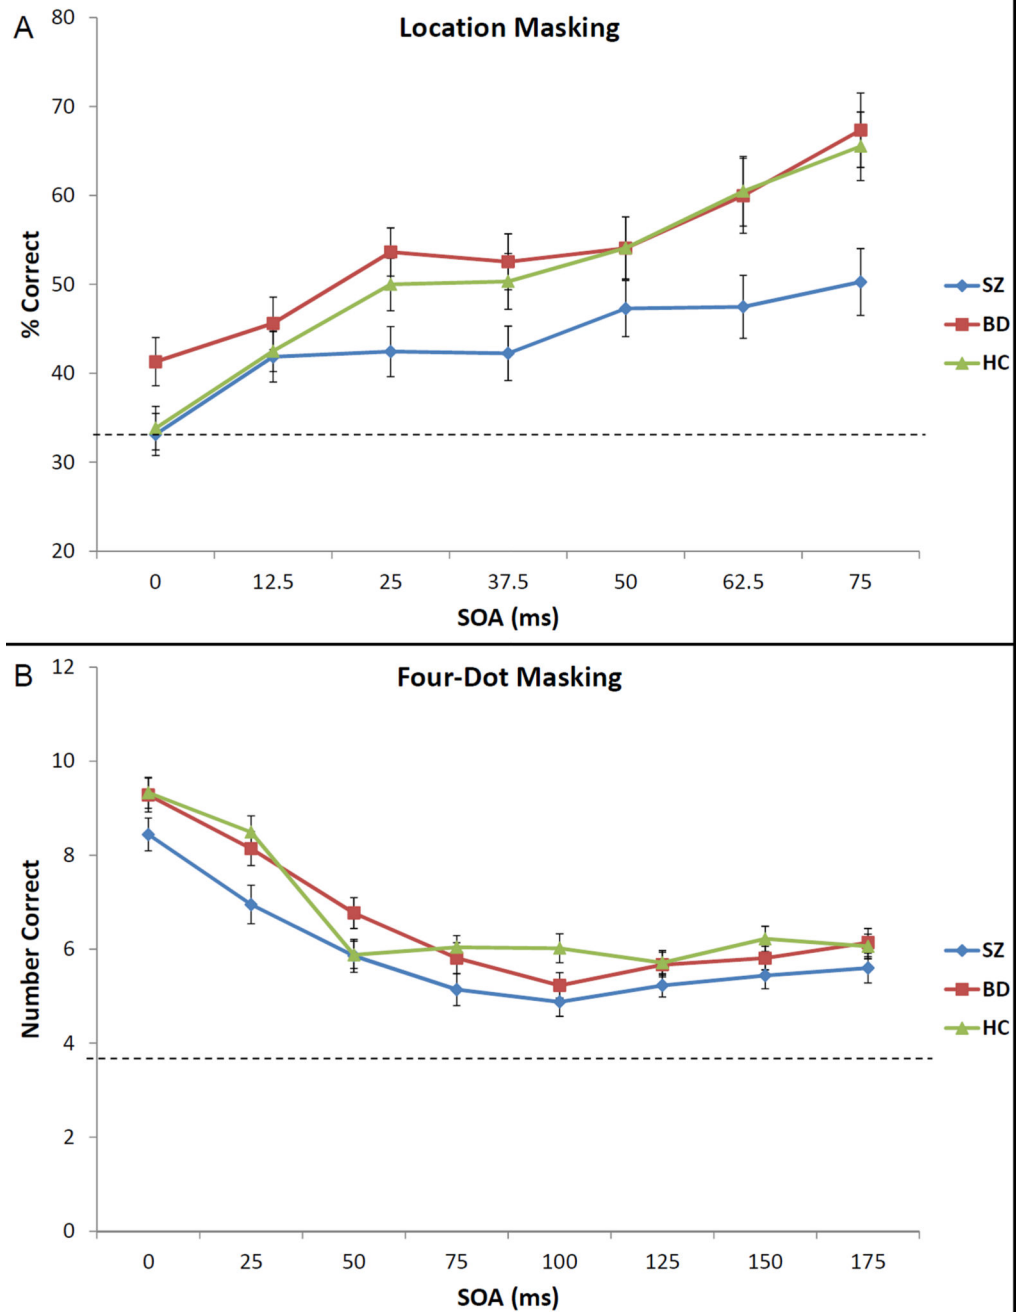 A
Location Masking
80
70
60
50
40
30
20
% Correct
0 12.5 25 37.5 50 62.5 75
SOA (ms)
SZ
BD
HC
B
Four-Dot Masking
12
10
8
6
4
2
0
Number Correct
0 25 50 75 100 125 150 175
SOA (ms)
SZ
BD
HC